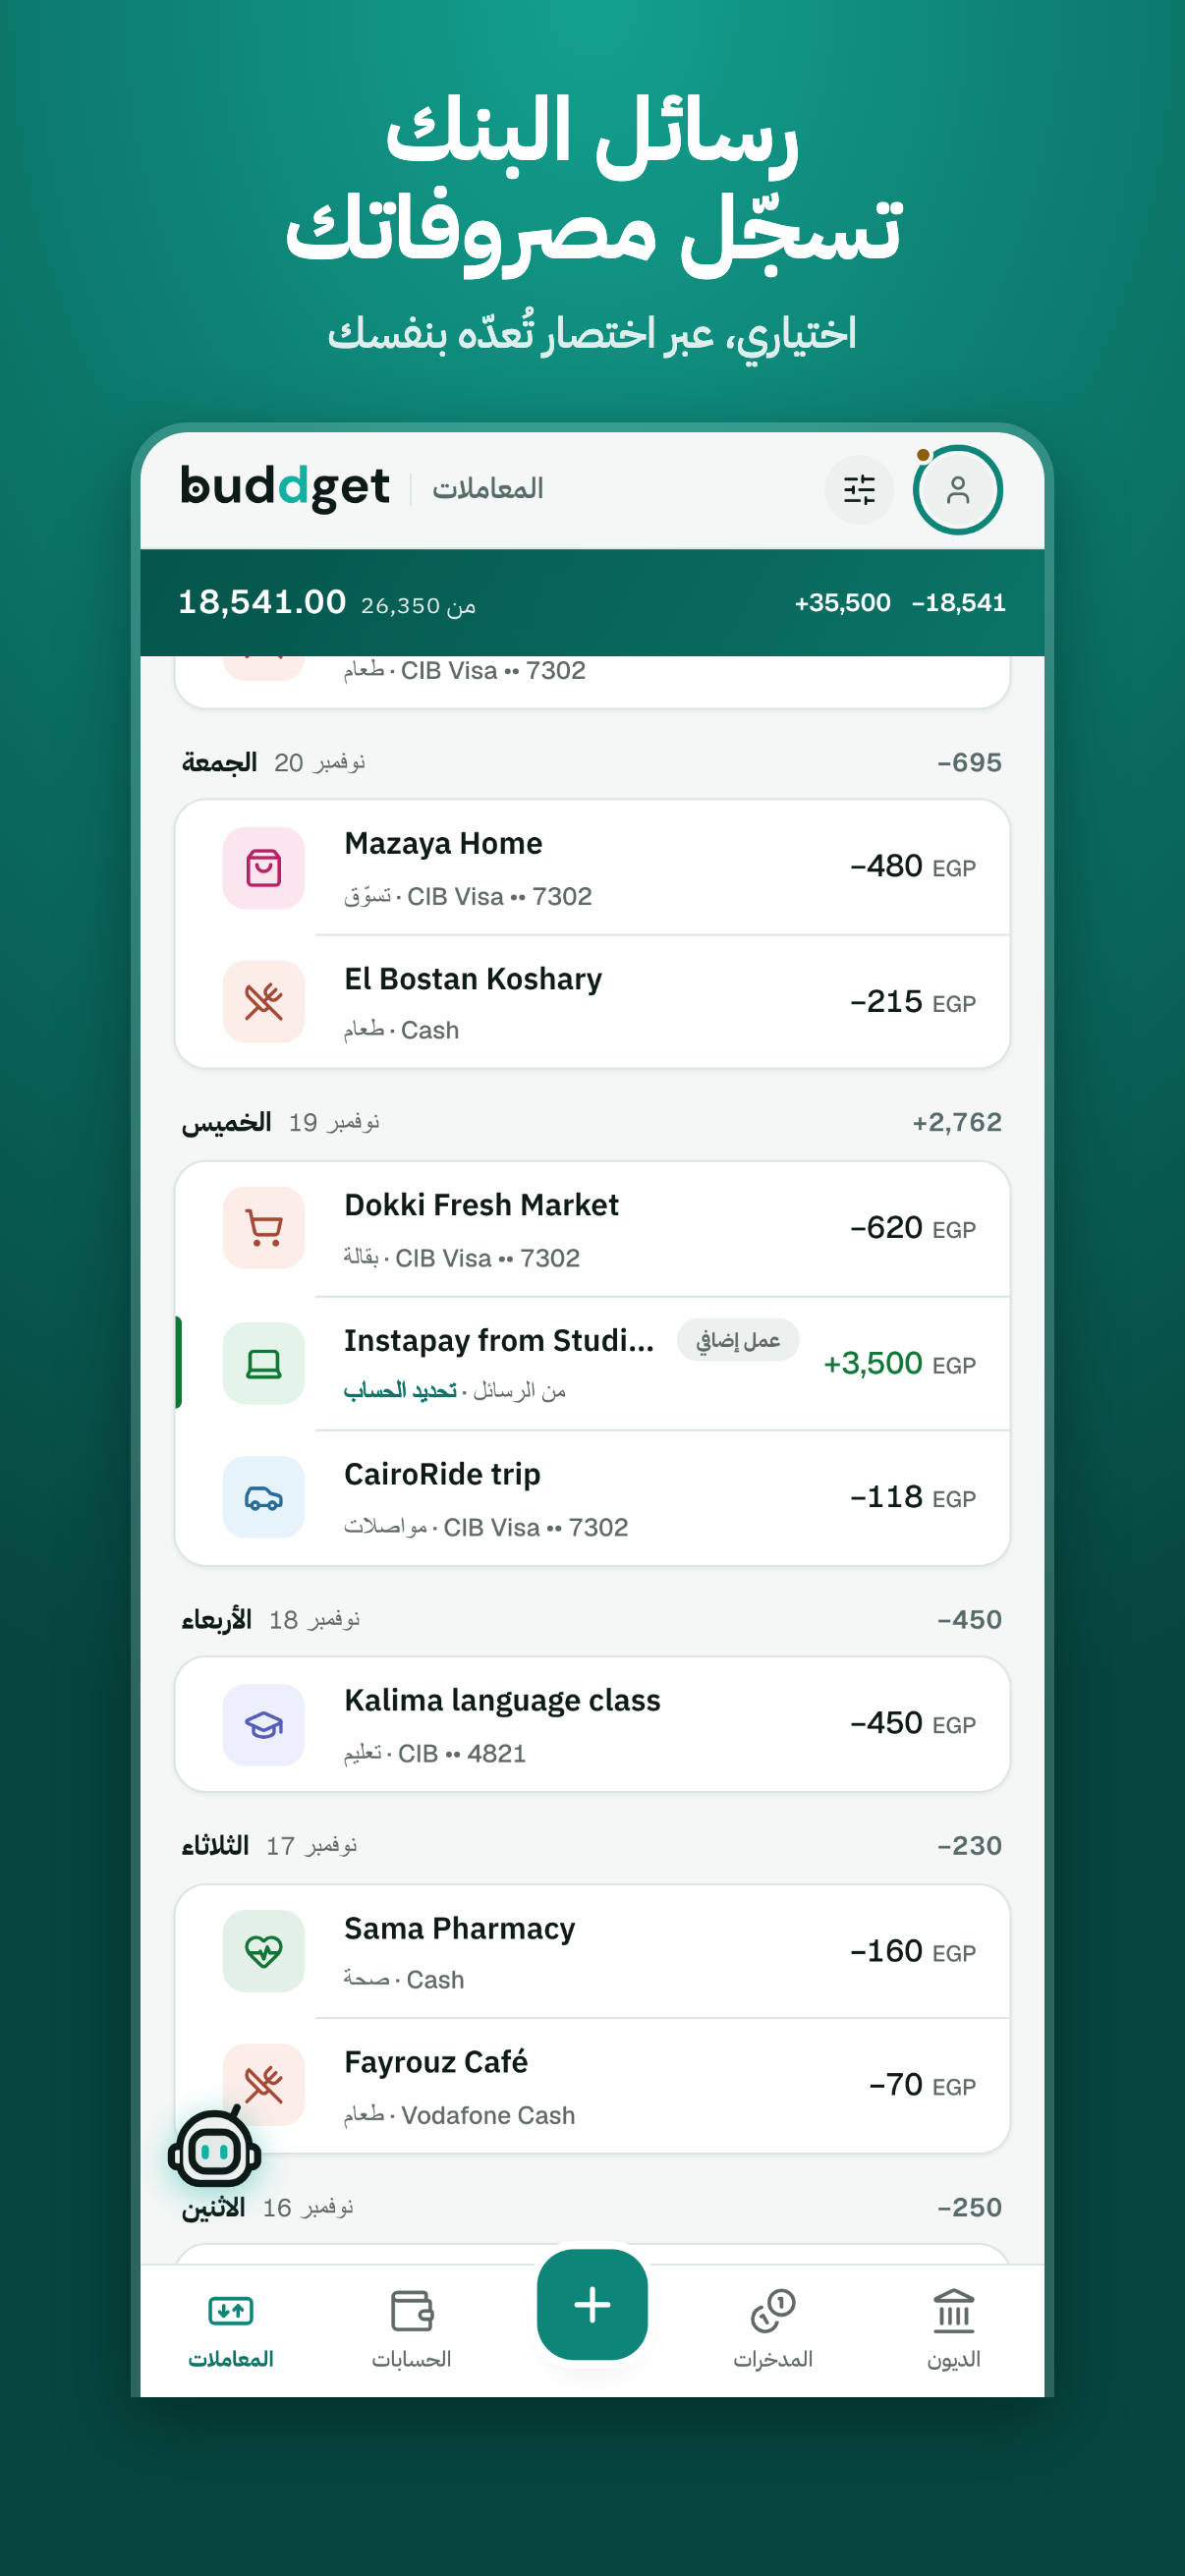 رسائل البنك
تسجّل مصروفاتك
اختياري، عبر اختصار تُعدّه بنفسك
buddget | المعاملات
18,541.00 من 26,350 +35,500 −18,541
طعام · CIB Visa •• 7302
الجمعة 20 نوفمبر −695
Mazaya Home
−480 EGP
تسوّق · CIB Visa •• 7302
El Bostan Koshary
−215 EGP
طعام · Cash
الخميس 19 نوفمبر +2,762
Dokki Fresh Market
−620 EGP
بقالة · CIB Visa •• 7302
Instapay from Studi... عمل إضافي
+3,500 EGP
من الرسائل · تحديد الحساب
CairoRide trip
−118 EGP
مواصلات · CIB Visa •• 7302
الأربعاء 18 نوفمبر −450
Kalima language class
−450 EGP
تعليم · CIB •• 4821
الثلاثاء 17 نوفمبر −230
Sama Pharmacy
−160 EGP
صحة · Cash
Fayrouz Café
−70 EGP
طعام · Vodafone Cash
الاثنين 16 نوفمبر −250
المعاملات الحسابات المدخرات الديون